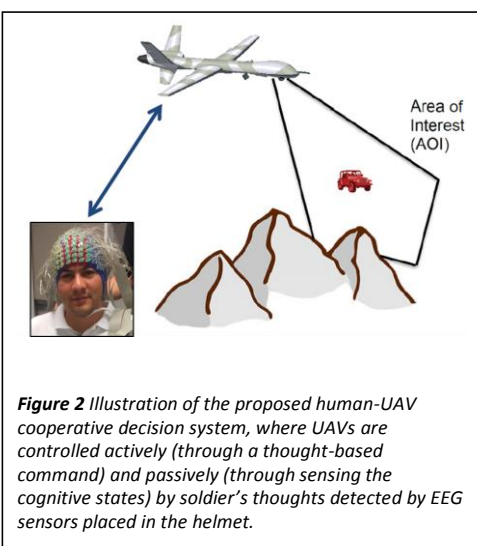 Area of
Interest
(AOI)
Figure 2 Illustration of the proposed human-UAV
cooperative decision system, where UAVs are
controlled actively (through a thought-based
command) and passively (through sensing the
cognitive states) by soldier's thoughts detected by EEG
sensors placed in the helmet.